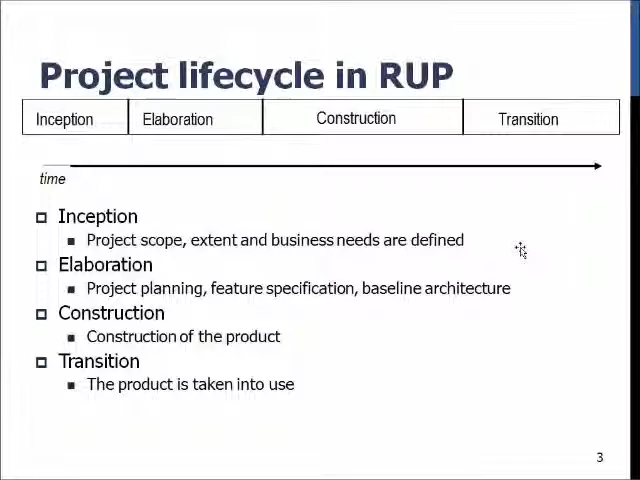 Project lifecycle in RUP
Inception Elaboration Construction Transition
time
Inception
Project scope, extent and business needs are defined
Elaboration
Project planning, feature specification, baseline architecture
Construction
Construction of the product
Transition
The product is taken into use
3